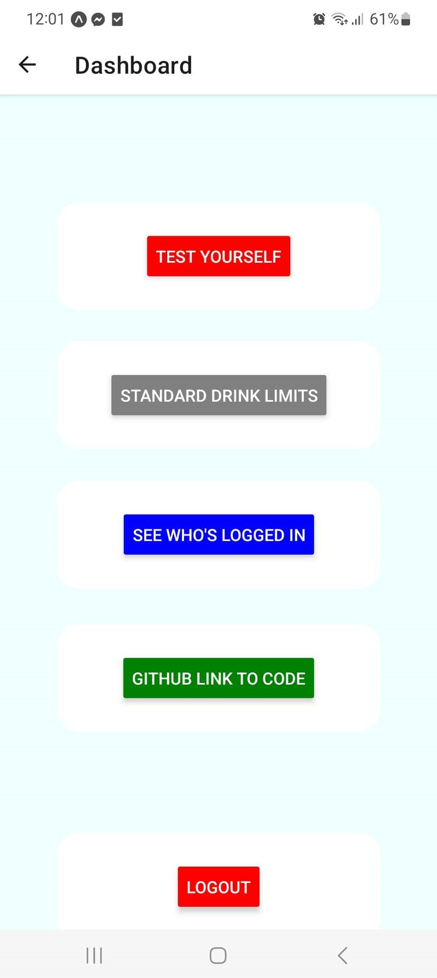 12:01 61%
Dashboard
TEST YOURSELF
STANDARD DRINK LIMITS
SEE WHO'S LOGGED IN
GITHUB LINK TO CODE
LOGOUT